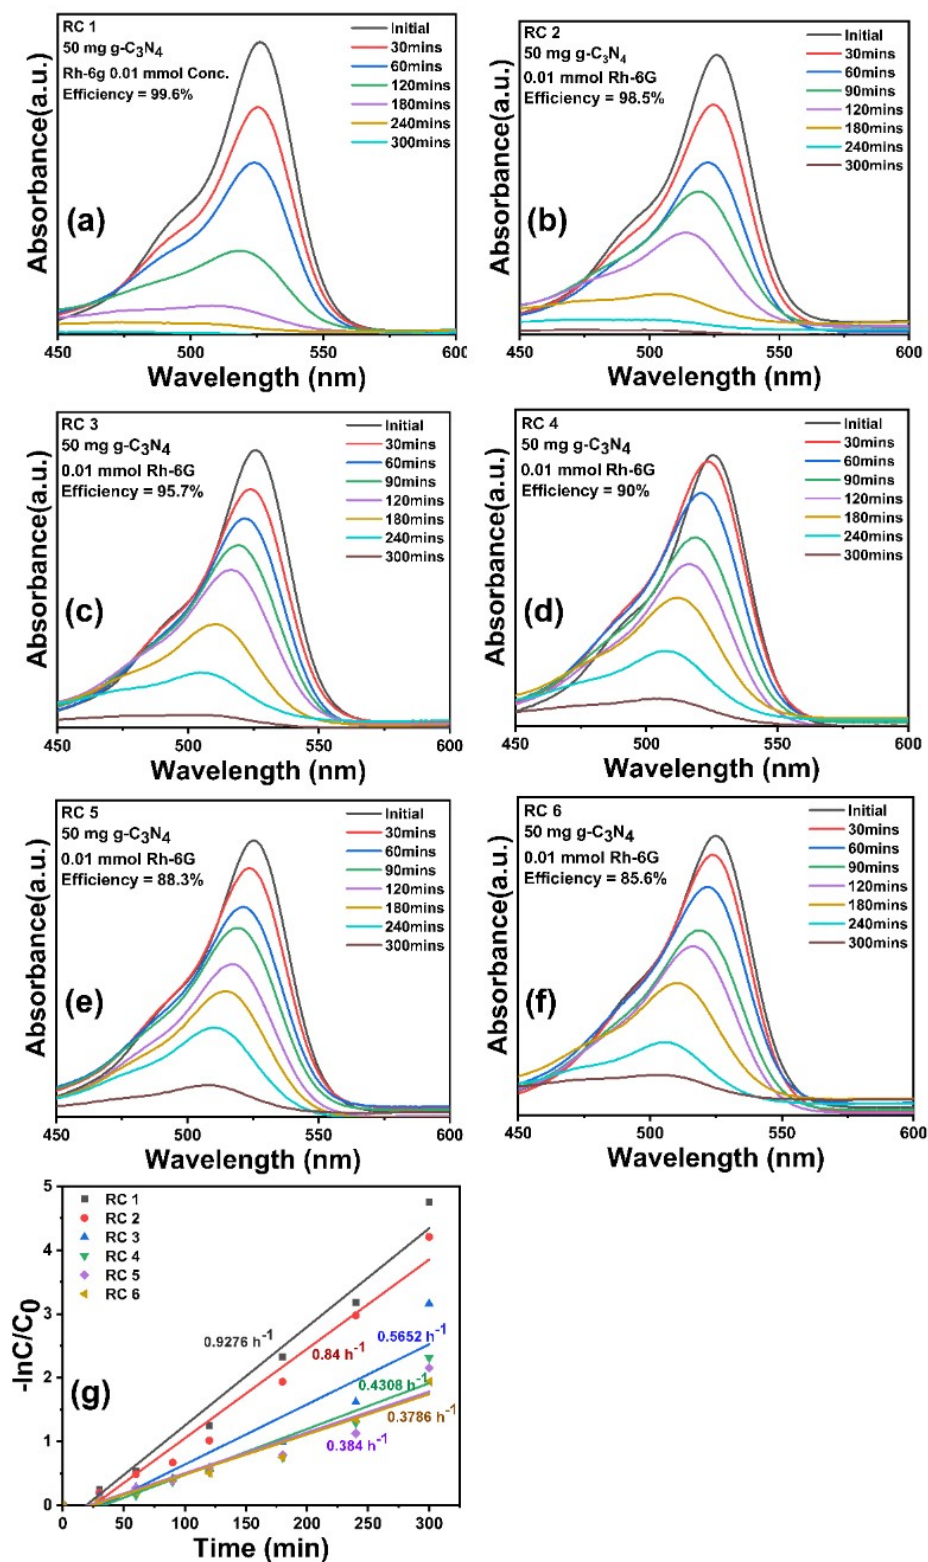 RC 1
50 mg g-C₃N₄
Rh-6g 0.01 mmol Conc.
Efficiency = 99.6%
Initial
30mins
60mins
120mins
180mins
240mins
300mins
(a)
Absorbance(a.u.)
450 500 550 600
Wavelength (nm)
RC 2
50 mg g-C₃N₄
0.01 mmol Rh-6G
Efficiency = 98.5%
Initial
30mins
60mins
90mins
120mins
180mins
240mins
300mins
(b)
Absorbance(a.u.)
450 500 550 600
Wavelength (nm)
RC 3
50 mg g-C₃N₄
0.01 mmol Rh-6G
Efficiency = 95.7%
Initial
30mins
60mins
90mins
120mins
180mins
240mins
300mins
(c)
Absorbance(a.u.)
450 500 550 600
Wavelength (nm)
RC 4
50 mg g-C₃N₄
0.01 mmol Rh-6G
Efficiency = 90%
Initial
30mins
60mins
90mins
120mins
180mins
240mins
300mins
(d)
Absorbance(a.u.)
450 500 550 600
Wavelength (nm)
RC 5
50 mg g-C₃N₄
0.01 mmol Rh-6G
Efficiency = 88.3%
Initial
30mins
60mins
90mins
120mins
180mins
240mins
300mins
(e)
Absorbance(a.u.)
450 500 550 600
Wavelength (nm)
RC 6
50 mg g-C₃N₄
0.01 mmol Rh-6G
Efficiency = 85.6%
Initial
30mins
60mins
90mins
120mins
180mins
240mins
300mins
(f)
Absorbance(a.u.)
450 500 550 600
Wavelength (nm)
5
4
3
2
1
0
RC 1
RC 2
RC 3
RC 4
RC 5
RC 6
-lnC/C₀
(g)
0.9276 h⁻¹
0.84 h⁻¹
0.5652 h⁻¹
0.4308 h⁻¹
0.3786 h⁻¹
0.384 h⁻¹
0 50 100 150 200 250 300
Time (min)